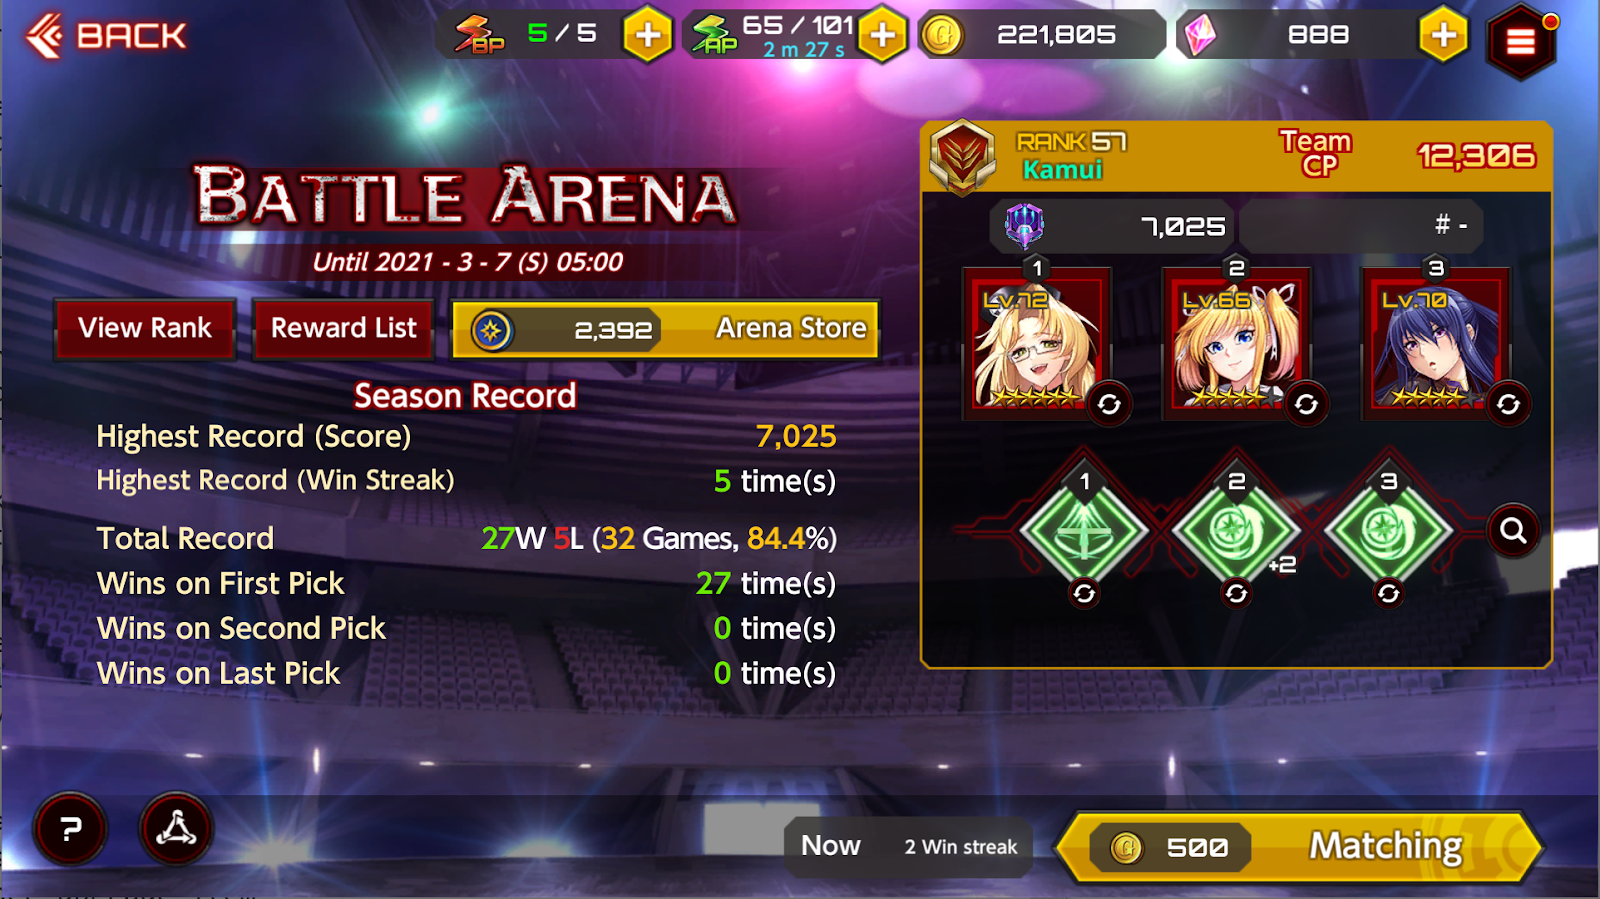 BACK
BP 5 / 5
AP 65 / 101
2 m 27 s
221,805
888
BATTLE ARENA
Until 2021 - 3 - 7 (S) 05:00
View Rank
Reward List
2,392 Arena Store
Season Record
Highest Record (Score) 7,025
Highest Record (Win Streak) 5 time(s)
Total Record 27W 5L (32 Games, 84.4%)
Wins on First Pick 27 time(s)
Wins on Second Pick 0 time(s)
Wins on Last Pick 0 time(s)
RANK 57
Kamui
Team
CP
12,306
7,025
# -
1 2 3
Lv.72 Lv.66 Lv.70
1 2 3
+2
?
Now 2 Win streak
G 500 Matching